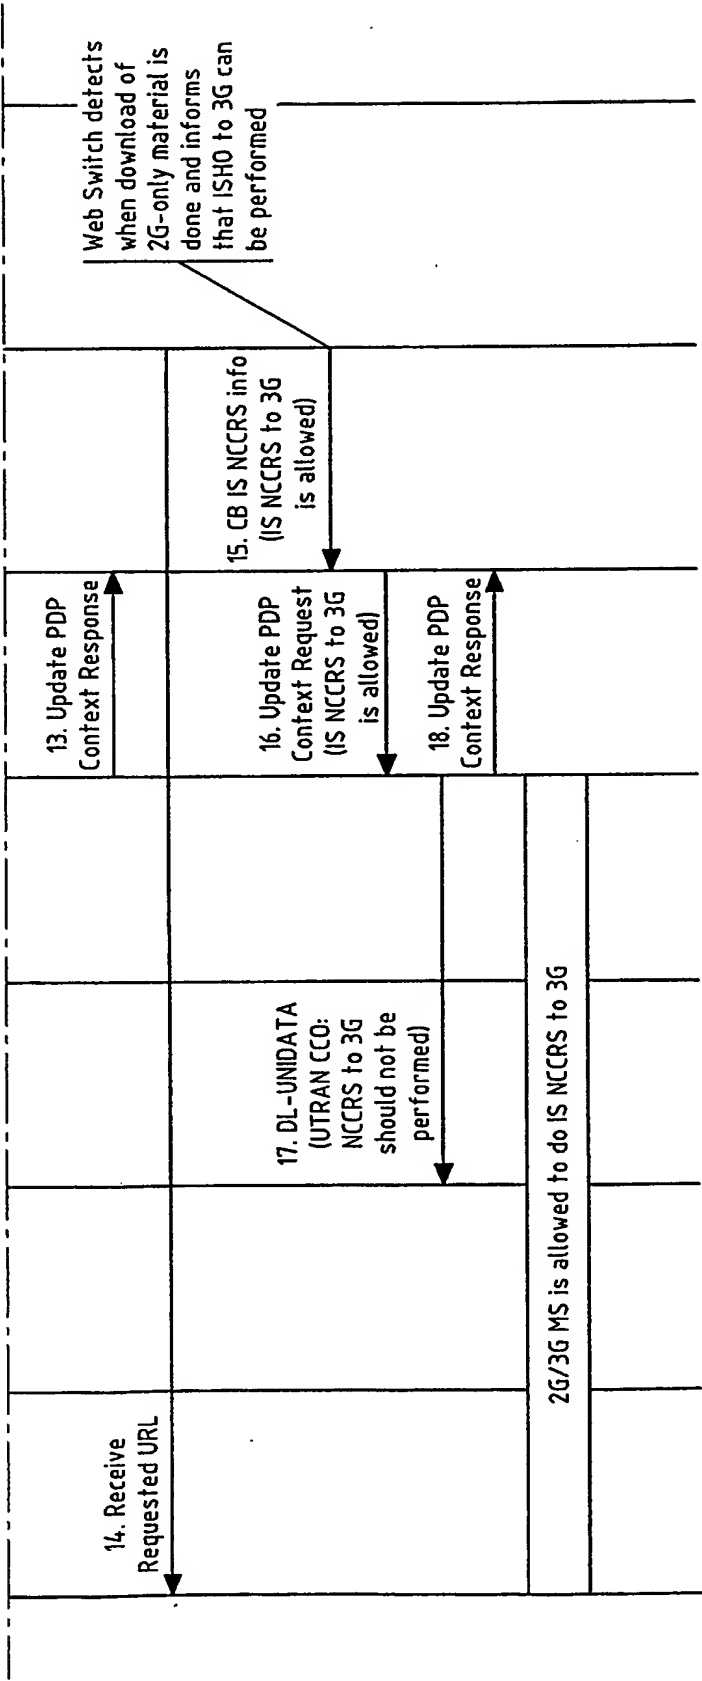 Web Switch detects
when download of
2G-only material is
done and informs
that ISHO to 3G can
be performed
13. Update PDP
Context Response
14. Receive
Requested URL
15. CB IS NCCRS info
(IS NCCRS to 3G
is allowed)
16. Update PDP
Context Request
(IS NCCRS to 3G
is allowed)
17. DL-UNIDATA
(UTRAN CCO:
NCCRS to 3G
should not be
performed)
18. Update PDP
Context Response
2G/3G MS is allowed to do IS NCCRS to 3G